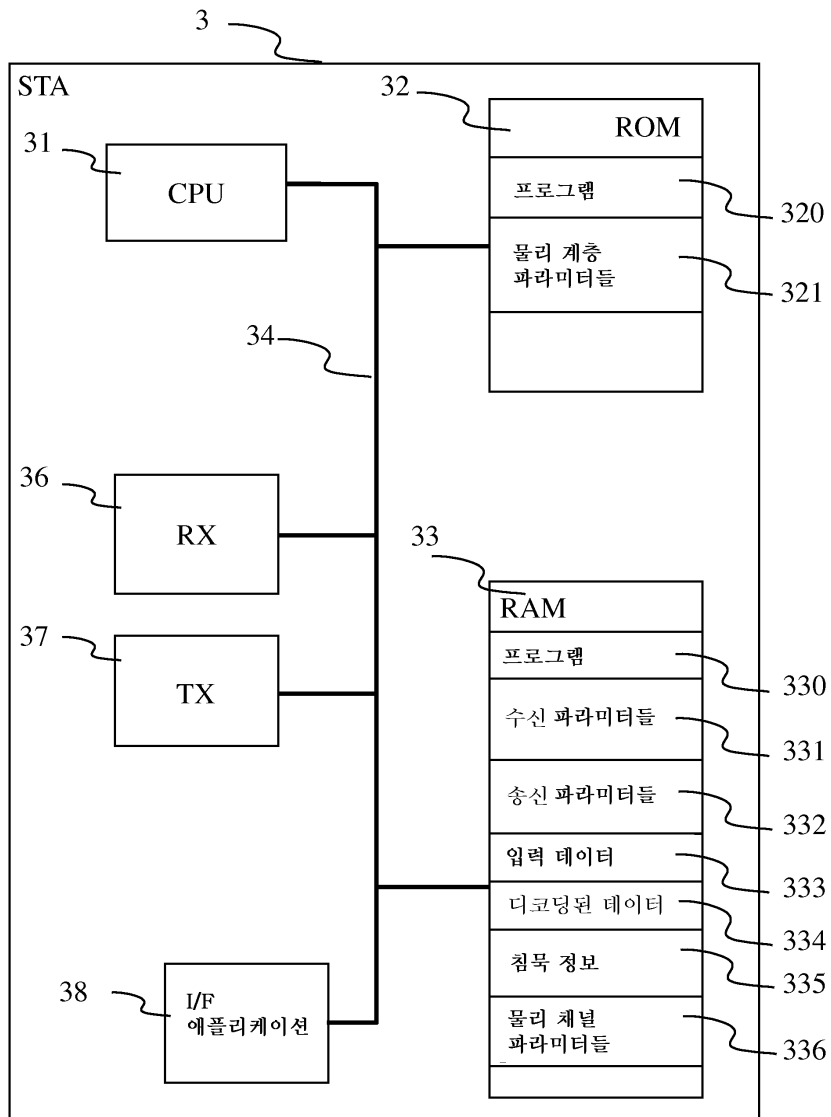 3
STA
31
CPU
32
ROM
프로그램
320
물리 계층
파라미터들
321
34
36
RX
37
TX
33
RAM
프로그램
330
수신 파라미터들
331
송신 파라미터들
332
입력 데이터
333
디코딩된 데이터
334
침묵 정보
335
물리 채널
파라미터들
336
38
I/F
애플리케이션